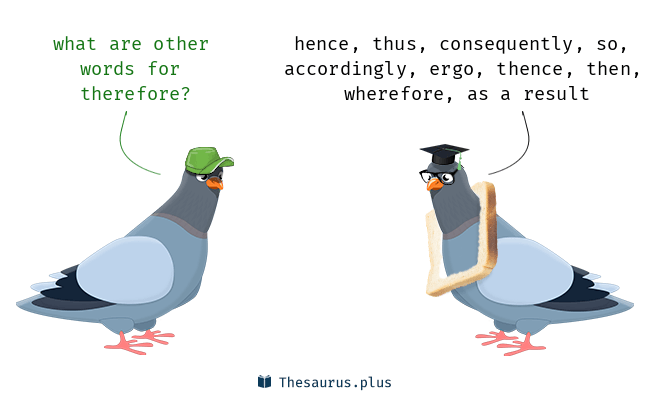 what are other
words for
therefore?
hence, thus, consequently, so,
accordingly, ergo, thence, then,
wherefore, as a result
Thesaurus.plus